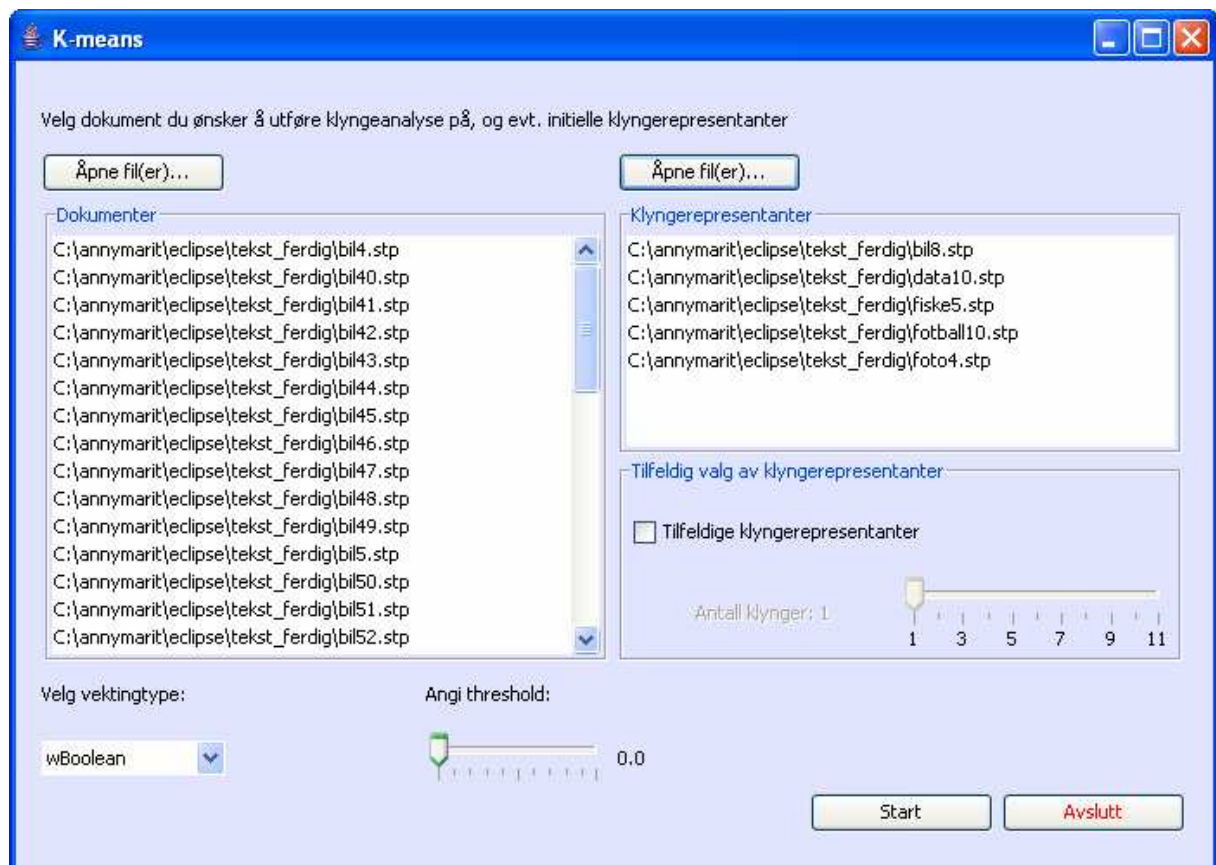 K-means
Velg dokument du ønsker å utføre klyngeanalyse på, og evt. initielle klyngerepresentanter
Åpne fil(er)...
Åpne fil(er)...
Dokumenter
C:\annymarit\eclipse\tekst_ferdig\bil4.stp
C:\annymarit\eclipse\tekst_ferdig\bil40.stp
C:\annymarit\eclipse\tekst_ferdig\bil41.stp
C:\annymarit\eclipse\tekst_ferdig\bil42.stp
C:\annymarit\eclipse\tekst_ferdig\bil43.stp
C:\annymarit\eclipse\tekst_ferdig\bil44.stp
C:\annymarit\eclipse\tekst_ferdig\bil45.stp
C:\annymarit\eclipse\tekst_ferdig\bil46.stp
C:\annymarit\eclipse\tekst_ferdig\bil47.stp
C:\annymarit\eclipse\tekst_ferdig\bil48.stp
C:\annymarit\eclipse\tekst_ferdig\bil49.stp
C:\annymarit\eclipse\tekst_ferdig\bil5.stp
C:\annymarit\eclipse\tekst_ferdig\bil50.stp
C:\annymarit\eclipse\tekst_ferdig\bil51.stp
C:\annymarit\eclipse\tekst_ferdig\bil52.stp
Klyngerepresentanter
C:\annymarit\eclipse\tekst_ferdig\bil8.stp
C:\annymarit\eclipse\tekst_ferdig\data10.stp
C:\annymarit\eclipse\tekst_ferdig\fiske5.stp
C:\annymarit\eclipse\tekst_ferdig\fotball10.stp
C:\annymarit\eclipse\tekst_ferdig\foto4.stp
Tilfeldig valg av klyngerepresentanter
Tilfeldige klyngerepresentanter
Antall klynger: 1
1 3 5 7 9 11
Velg vektingtype:
Angi threshold:
wBoolean
0.0
Start
Avslutt